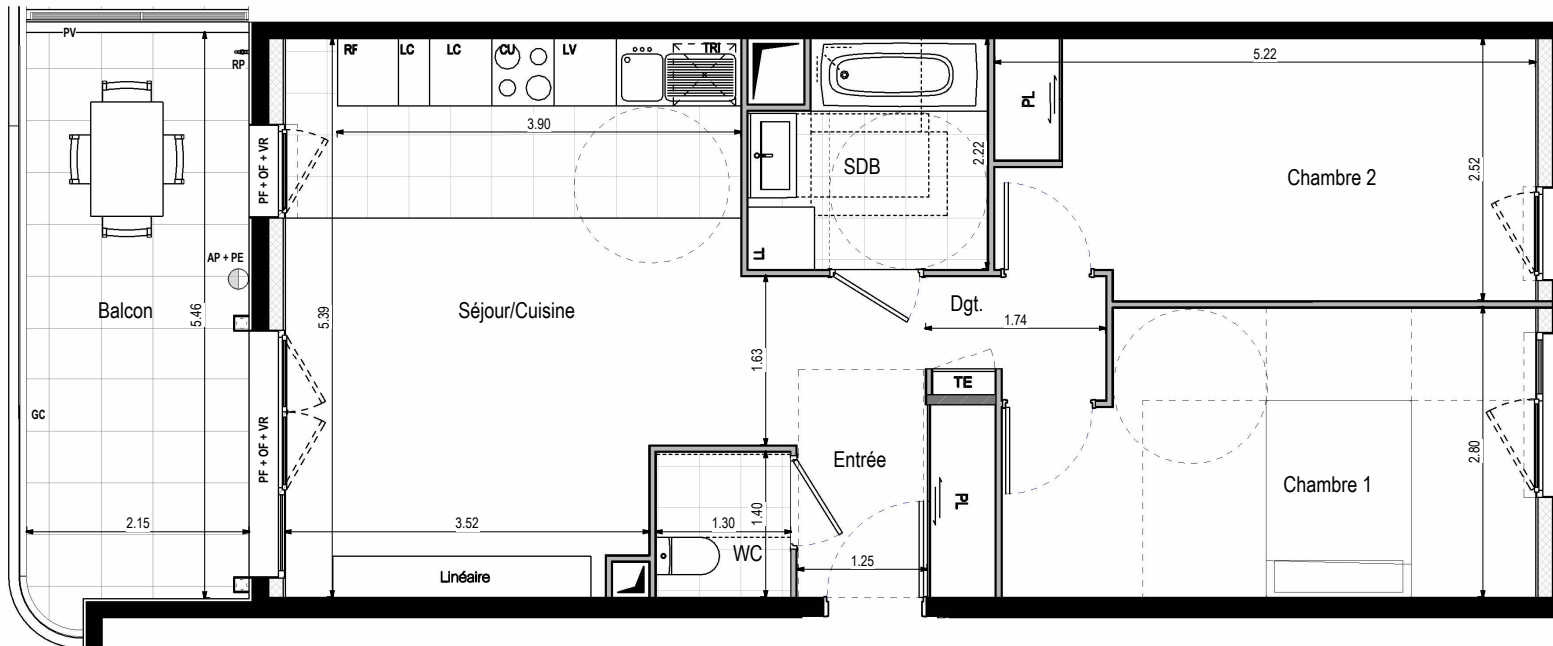 PV
RP
RF
LC
LC
CU
LV
TRI
PL
5.22
3.90
PF + OF + VR
SDB
2.22
Chambre 2
2.52
LL
AP + PE
Balcon
5.46
5.39
Séjour/Cuisine
Dgt.
1.74
1.63
TE
GC
PF + OF + VR
Entrée
PL
2.80
Chambre 1
2.15
3.52
1.30
1.40
WC
1.25
Linéaire